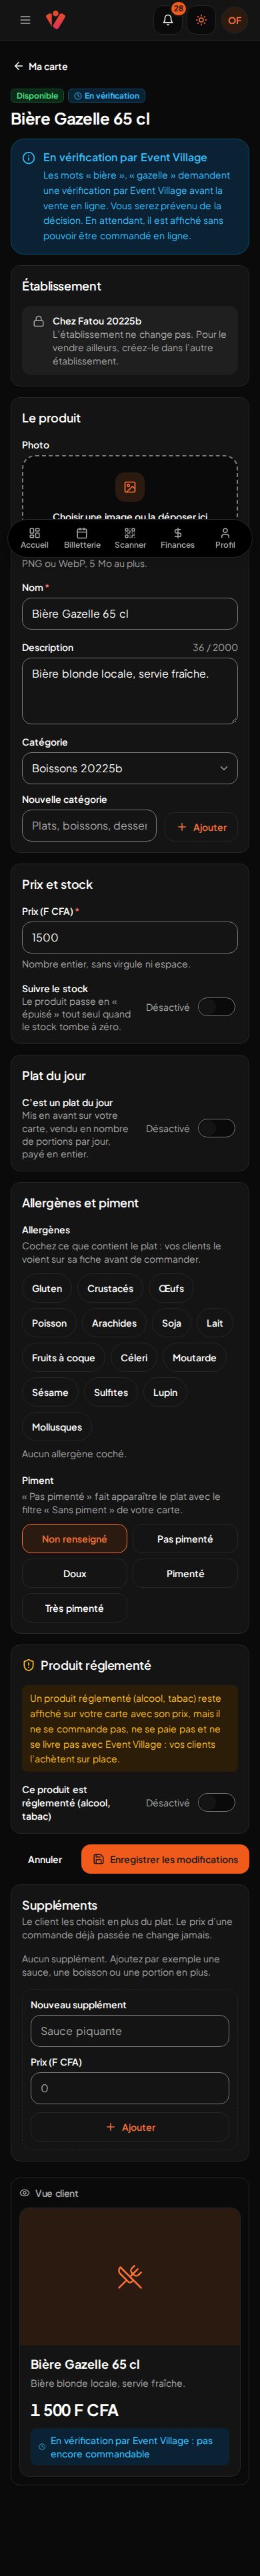 28
OF
Ma carte
Disponible
En vérification
Bière Gazelle 65 cl
En vérification par Event Village
Les mots « bière », « gazelle » demandent
une vérification par Event Village avant la
vente en ligne. Vous serez prévenu de la
décision. En attendant, il est affiché sans
pouvoir être commandé en ligne.
Établissement
Chez Fatou 20225b
L’établissement ne change pas. Pour le
vendre ailleurs, créez-le dans l’autre
établissement.
Le produit
Photo
Choisir une image ou la déposer ici
Accueil
Billetterie
Scanner
Finances
Profil
PNG ou WebP, 5 Mo au plus.
Nom *
Bière Gazelle 65 cl
Description
36 / 2000
Bière blonde locale, servie fraîche.
Catégorie
Boissons 20225b
Nouvelle catégorie
Plats, boissons, desser
Ajouter
Prix et stock
Prix (F CFA) *
1500
Nombre entier, sans virgule ni espace.
Suivre le stock
Le produit passe en «
épuisé » tout seul quand
le stock tombe à zéro.
Désactivé
Plat du jour
C’est un plat du jour
Mis en avant sur votre
carte, vendu en nombre
de portions par jour,
payé en entier.
Désactivé
Allergènes et piment
Allergènes
Cochez ce que contient le plat : vos clients le
voient sur sa fiche avant de commander.
Gluten
Crustacés
Œufs
Poisson
Arachides
Soja
Lait
Fruits à coque
Céleri
Moutarde
Sésame
Sulfites
Lupin
Mollusques
Aucun allergène coché.
Piment
« Pas pimenté » fait apparaître le plat avec le
filtre « Sans piment » de votre carte.
Non renseigné
Pas pimenté
Doux
Pimenté
Très pimenté
Produit réglementé
Un produit réglementé (alcool, tabac) reste
affiché sur votre carte avec son prix, mais il
ne se commande pas, ne se paie pas et ne
se livre pas avec Event Village : vos clients
l’achètent sur place.
Ce produit est
réglementé (alcool,
tabac)
Désactivé
Annuler
Enregistrer les modifications
Suppléments
Le client les choisit en plus du plat. Le prix d’une
commande déjà passée ne change jamais.
Aucun supplément. Ajoutez par exemple une
sauce, une boisson ou une portion en plus.
Nouveau supplément
Sauce piquante
Prix (F CFA)
0
Ajouter
Vue client
Bière Gazelle 65 cl
Bière blonde locale, servie fraîche.
1 500 F CFA
En vérification par Event Village : pas
encore commandable